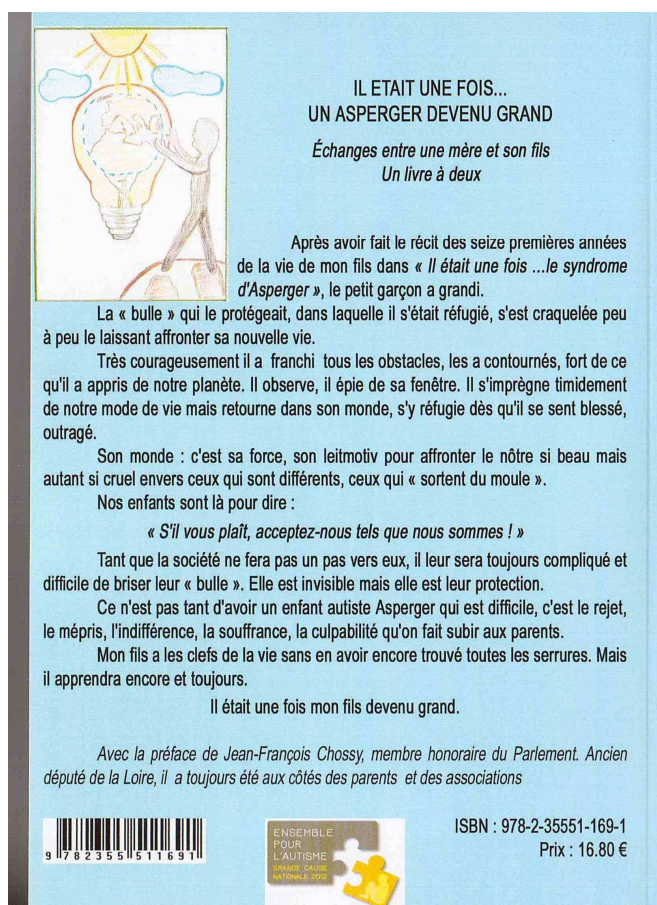 IL ETAIT UNE FOIS...
UN ASPERGER DEVENU GRAND
Échanges entre une mère et son fils
Un livre à deux
Après avoir fait le récit des seize premières années
de la vie de mon fils dans « Il était une fois ...le syndrome
d'Asperger », le petit garçon a grandi.
La « bulle » qui le protégeait, dans laquelle il s'était réfugié, s'est craquelée peu
à peu le laissant affronter sa nouvelle vie.
Très courageusement il a franchi tous les obstacles, les a contournés, fort de ce
qu'il a appris de notre planète. Il observe, il épie de sa fenêtre. Il s'imprègne timidement
de notre mode de vie mais retourne dans son monde, s'y réfugie dès qu'il se sent blessé,
outragé.
Son monde : c'est sa force, son leitmotiv pour affronter le nôtre si beau mais
autant si cruel envers ceux qui sont différents, ceux qui « sortent du moule ».
Nos enfants sont là pour dire :
« S'il vous plaît, acceptez-nous tels que nous sommes ! »
Tant que la société ne fera pas un pas vers eux, il leur sera toujours compliqué et
difficile de briser leur « bulle ». Elle est invisible mais elle est leur protection.
Ce n'est pas tant d'avoir un enfant autiste Asperger qui est difficile, c'est le rejet,
le mépris, l'indifférence, la souffrance, la culpabilité qu'on fait subir aux parents.
Mon fils a les clefs de la vie sans en avoir encore trouvé toutes les serrures. Mais
il apprendra encore et toujours.
Il était une fois mon fils devenu grand.
Avec la préface de Jean-François Chossy, membre honoraire du Parlement. Ancien
député de la Loire, il a toujours été aux côtés des parents et des associations
9 782355 511691
ENSEMBLE
POUR
L'AUTISME
GRANDE CAUSE
NATIONALE 2012
ISBN : 978-2-35551-169-1
Prix : 16.80 €